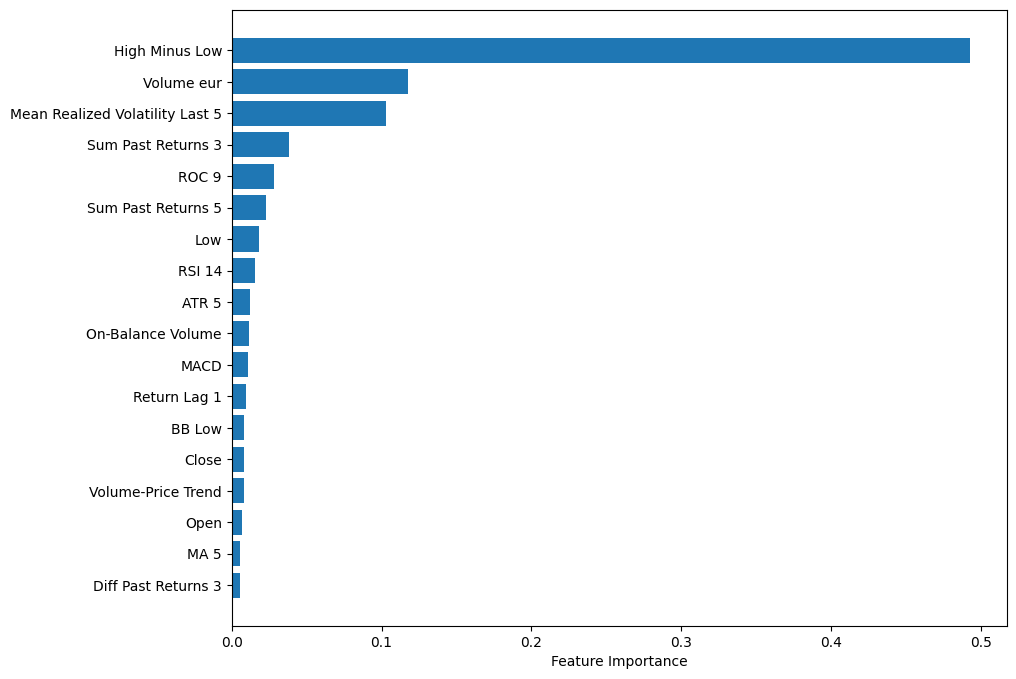 High Minus Low
Volume eur
Mean Realized Volatility Last 5
Sum Past Returns 3
ROC 9
Sum Past Returns 5
Low
RSI 14
ATR 5
On-Balance Volume
MACD
Return Lag 1
BB Low
Close
Volume-Price Trend
Open
MA 5
Diff Past Returns 3
0.0 0.1 0.2 0.3 0.4 0.5
Feature Importance